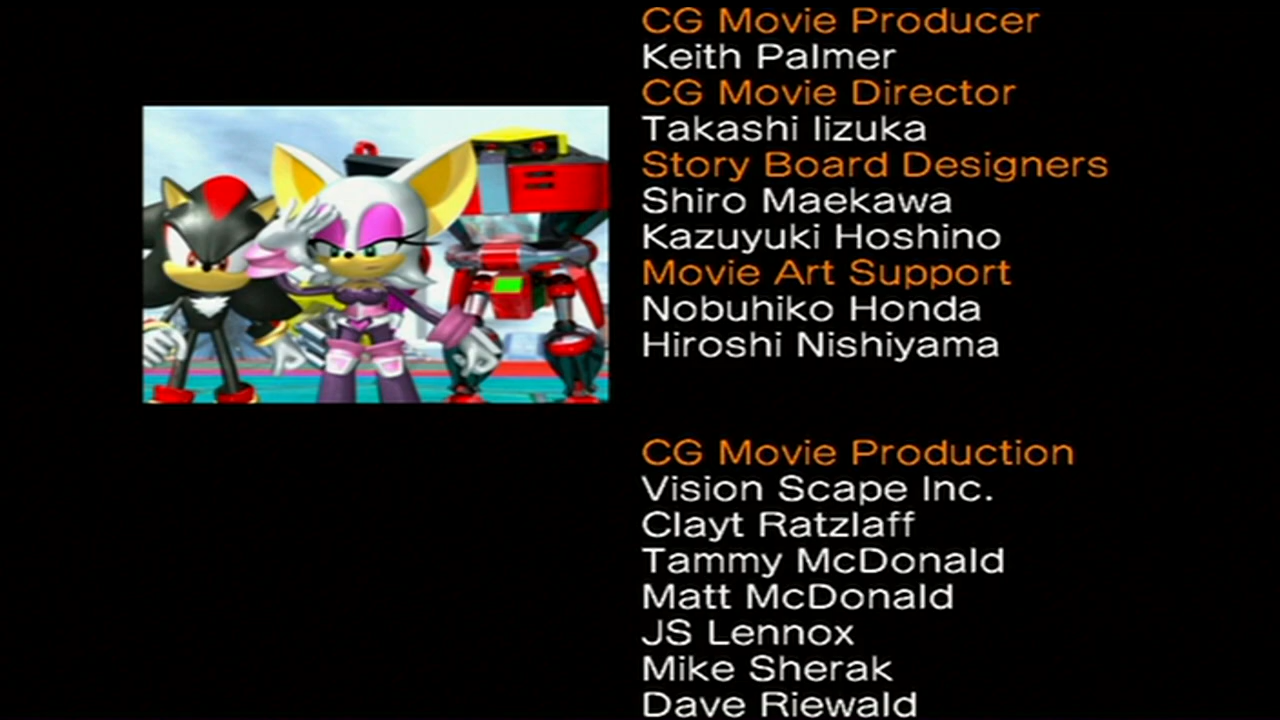 CG Movie Producer
Keith Palmer
CG Movie Director
Takashi Iizuka
Story Board Designers
Shiro Maekawa
Kazuyuki Hoshino
Movie Art Support
Nobuhiko Honda
Hiroshi Nishiyama
CG Movie Production
Vision Scape Inc.
Clayt Ratzlaff
Tammy McDonald
Matt McDonald
JS Lennox
Mike Sherak
Dave Riewald